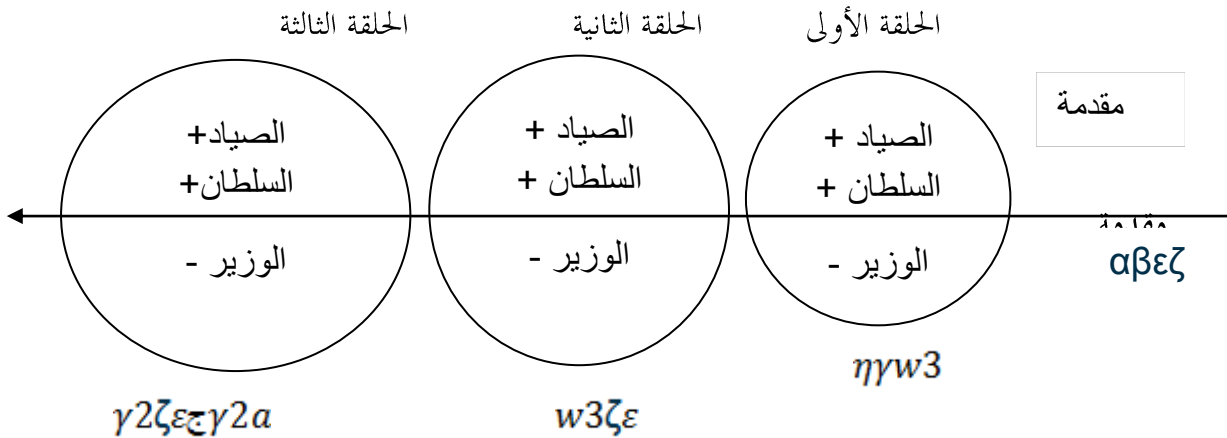 الحلقة الأولى
الحلقة الثانية
الحلقة الثالثة
مقدمة
مقدمة
αβεζ
الصياد +
السلطان +
الوزير -
ηγw3
الصياد +
السلطان +
الوزير -
w3ζε
الصياد+
السلطان+
الوزير -
γ2ζεجγ2a